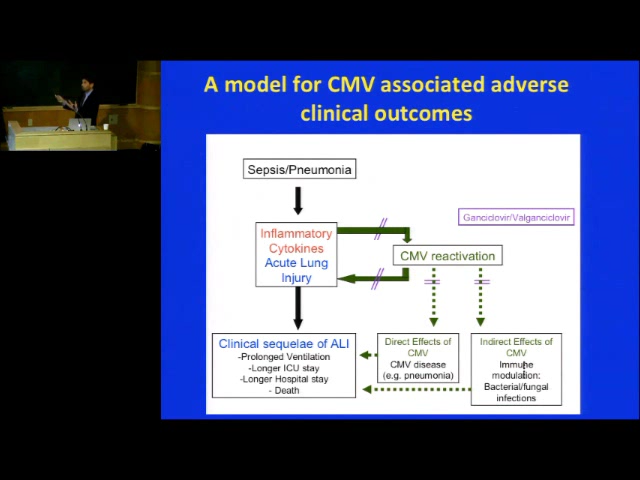 A model for CMV associated adverse
clinical outcomes
Sepsis/Pneumonia
Ganciclovir/Valganciclovir
Inflammatory
Cytokines
Acute Lung
Injury
CMV reactivation
Clinical sequelae of ALI
-Prolonged Ventilation
-Longer ICU stay
-Longer Hospital stay
- Death
Direct Effects of
CMV
CMV disease
(e.g. pneumonia)
Indirect Effects of
CMV
Immune
modulation:
Bacterial/fungal
infections